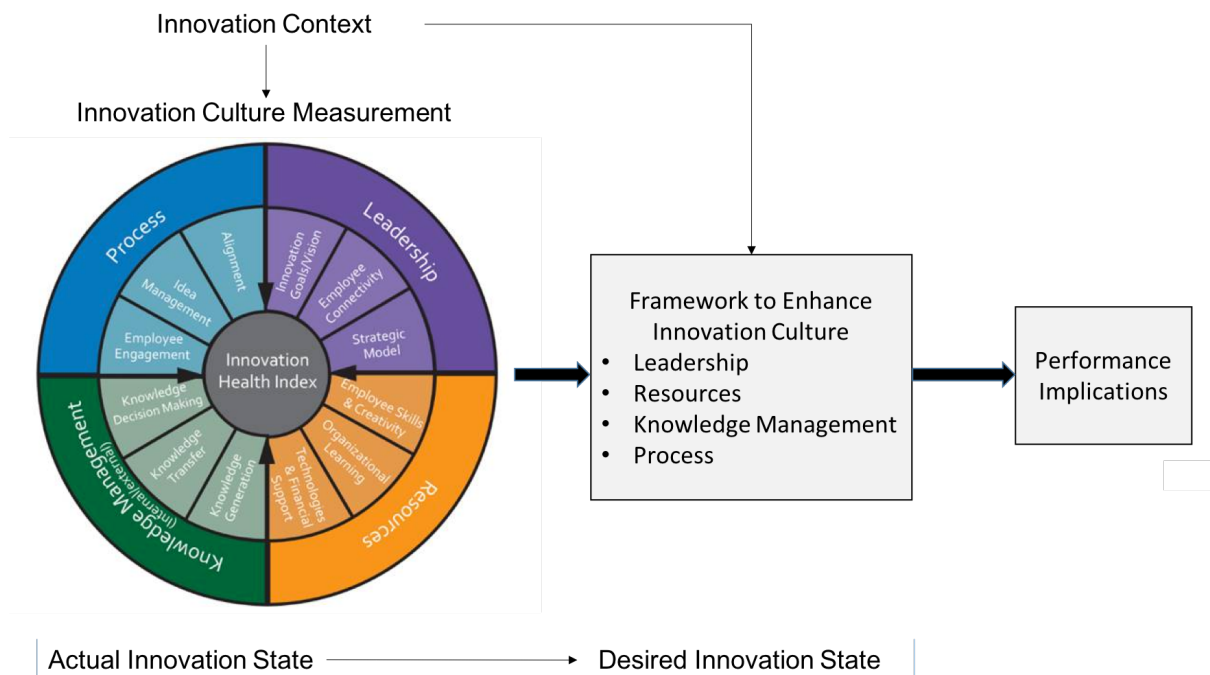 Innovation Context
Innovation Culture Measurement
Process
Leadership
Alignment
Idea
Management
Employee
Engagement
Innovation
Goals/Vision
Employee
Connectivity
Strategic
Model
Innovation
Health Index
Knowledge
Decision Making
Knowledge
Transfer
Knowledge
Generation
Employee Skills
& Creativity
Organizational
Learning
Technologies
& Financial
Support
Knowledge Management
(internal/external)
Resources
Framework to Enhance
Innovation Culture
• Leadership
• Resources
• Knowledge Management
• Process
Performance
Implications
Actual Innovation State
Desired Innovation State